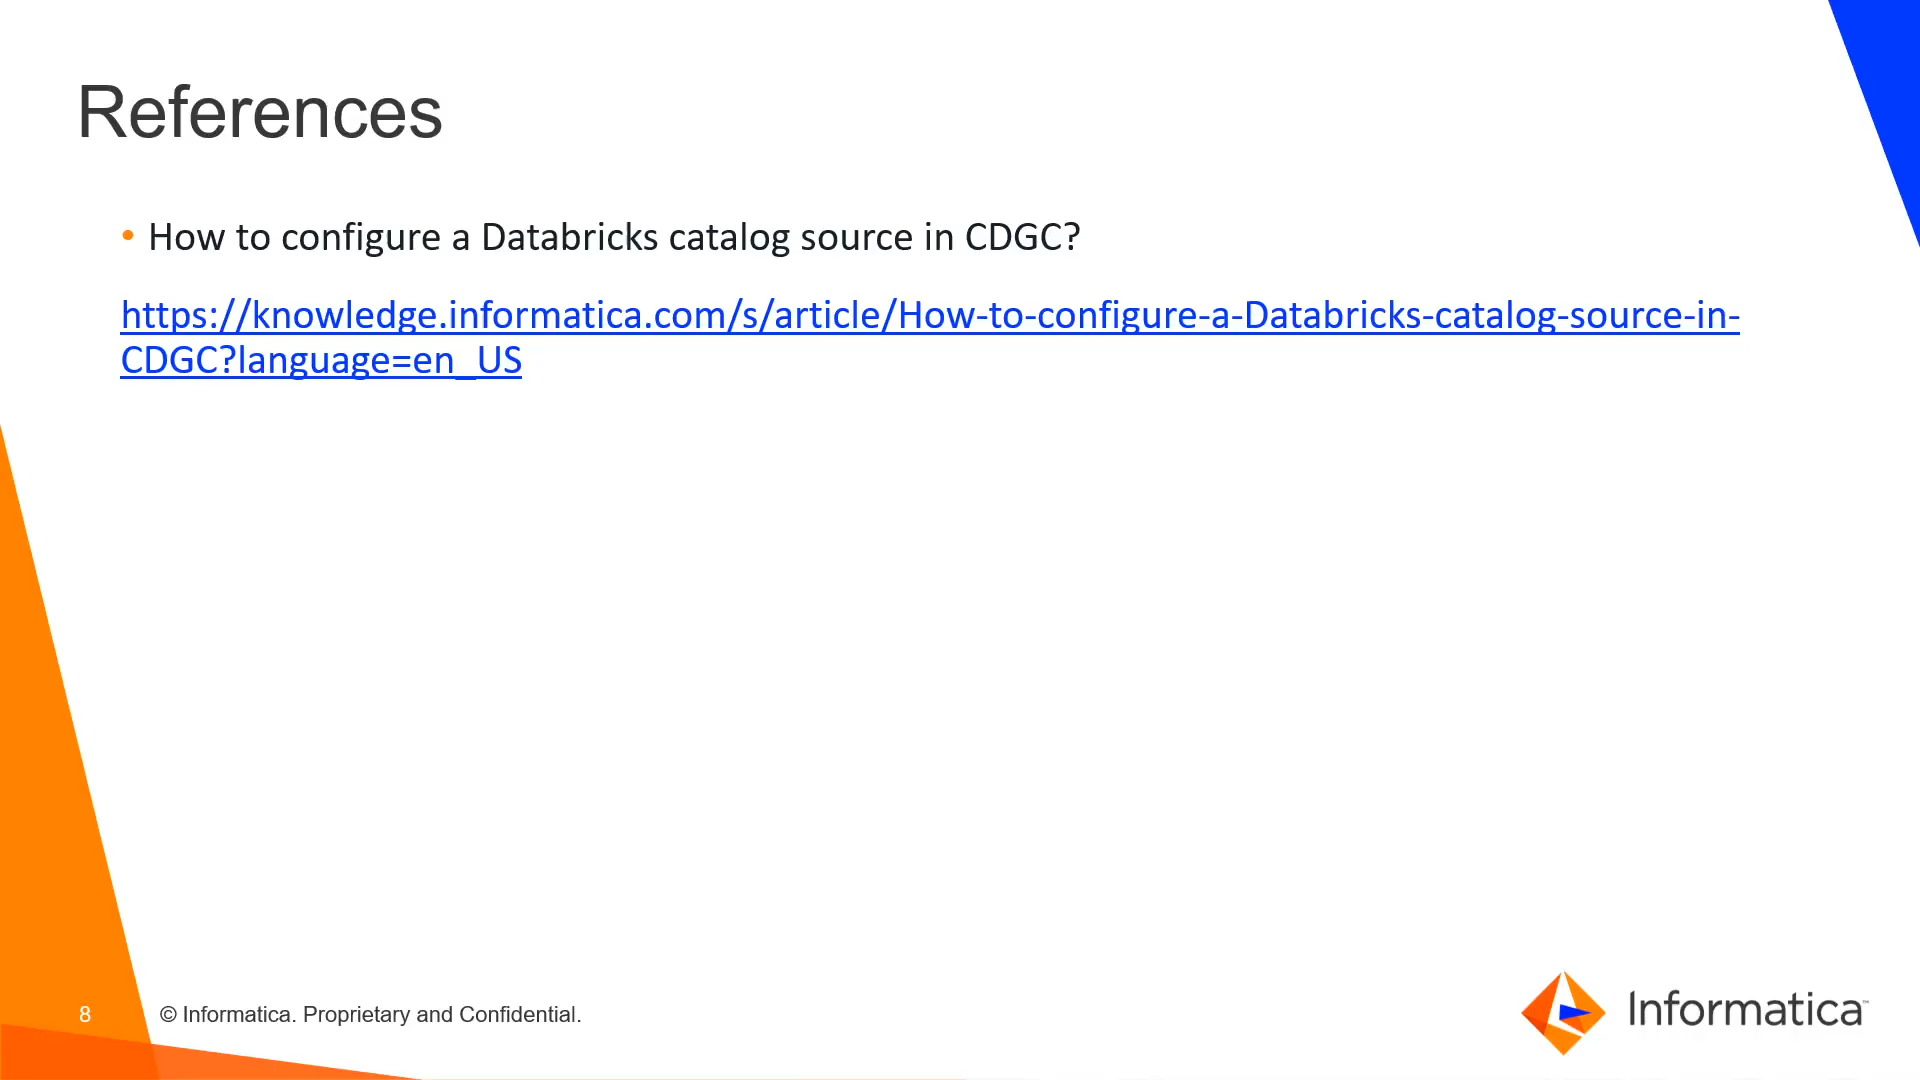 References
• How to configure a Databricks catalog source in CDGC?
https://knowledge.informatica.com/s/article/How-to-configure-a-Databricks-catalog-source-in-
CDGC?language=en_US
8
© Informatica. Proprietary and Confidential.
Informatica™